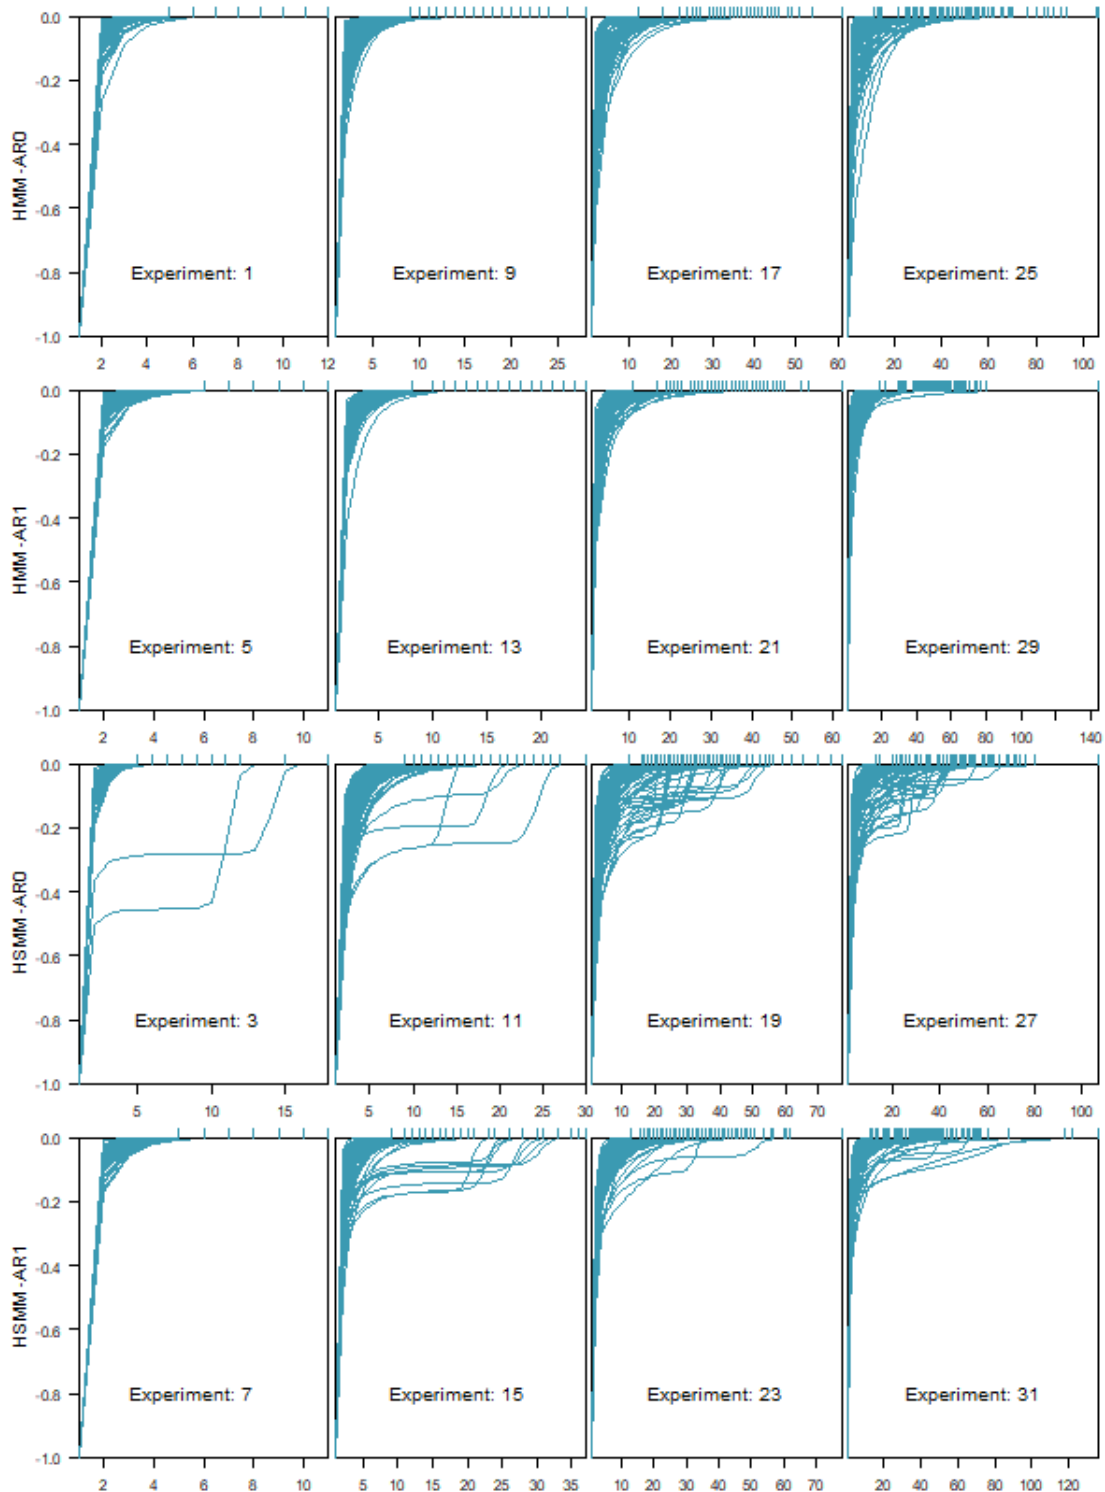 0.0
-0.2
-0.4
-0.6
-0.8
-1.0
HMM-AR0
Experiment: 1
Experiment: 9
Experiment: 17
Experiment: 25
2 4 6 8 10 12
5 10 15 20 25
10 20 30 40 50 60
20 40 60 80 100
0.0
-0.2
-0.4
-0.6
-0.8
-1.0
HMM-AR1
Experiment: 5
Experiment: 13
Experiment: 21
Experiment: 29
2 4 6 8 10
5 10 15 20
10 20 30 40 50 60
20 40 60 80 100 140
0.0
-0.2
-0.4
-0.6
-0.8
-1.0
HSMM-AR0
Experiment: 3
Experiment: 11
Experiment: 19
Experiment: 27
5 10 15
5 10 15 20 25 30
10 20 30 40 50 60 70
20 40 60 80 100
0.0
-0.2
-0.4
-0.6
-0.8
-1.0
HSMM-AR1
Experiment: 7
Experiment: 15
Experiment: 23
Experiment: 31
2 4 6 8 10
5 10 15 20 25 30 35
10 20 30 40 50 60 70
20 40 60 80 100 120